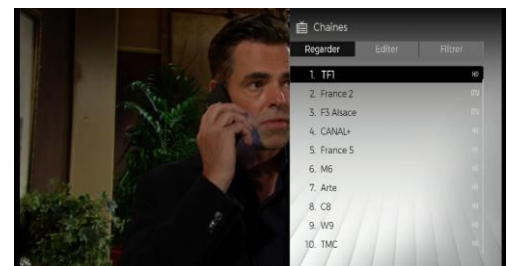 Chaînes
Regarder Editer Filtrer
1. TF1 HD
2. France 2
3. F3 Alsace
4. CANAL+
5. France 5
6. M6
7. Arte
8. C8
9. W9
10. TMC